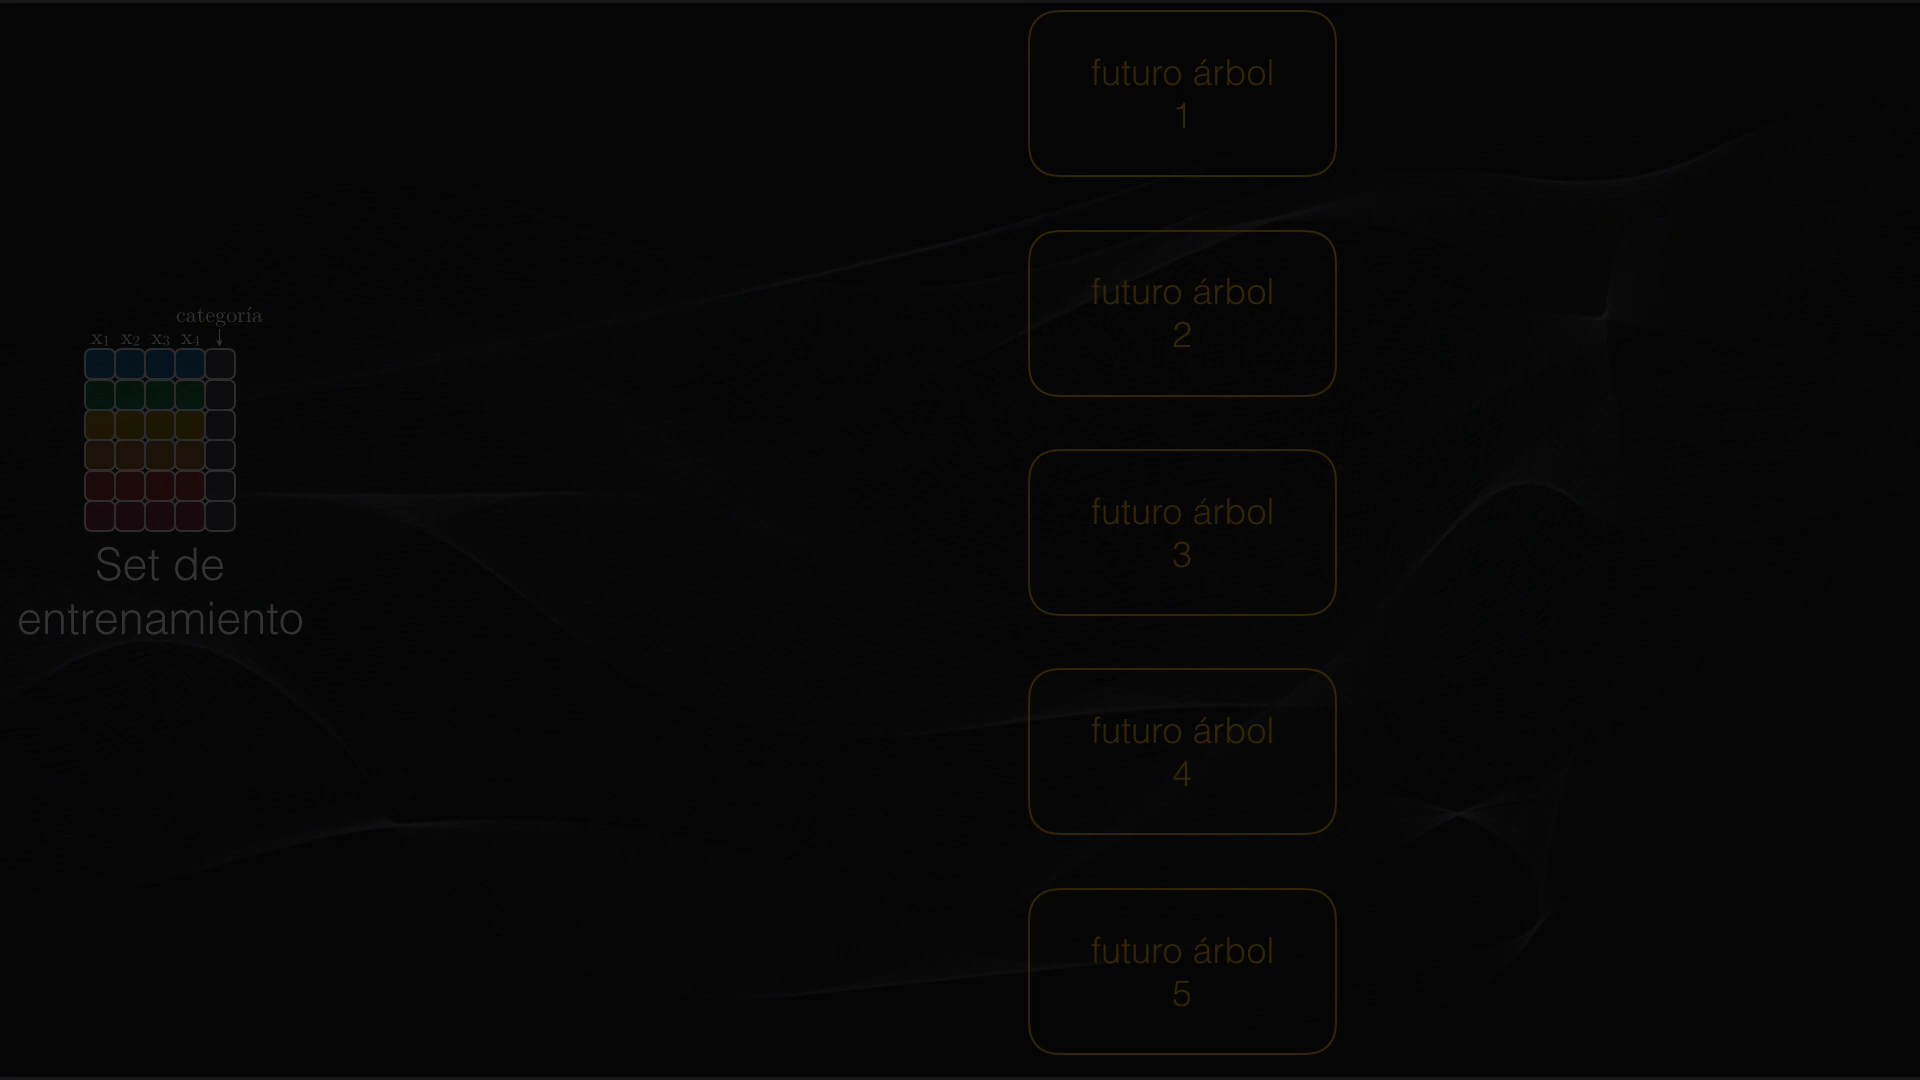 categoría
x1 x2 x3 x4
Set de
entrenamiento
futuro árbol
1
futuro árbol
2
futuro árbol
3
futuro árbol
4
futuro árbol
5